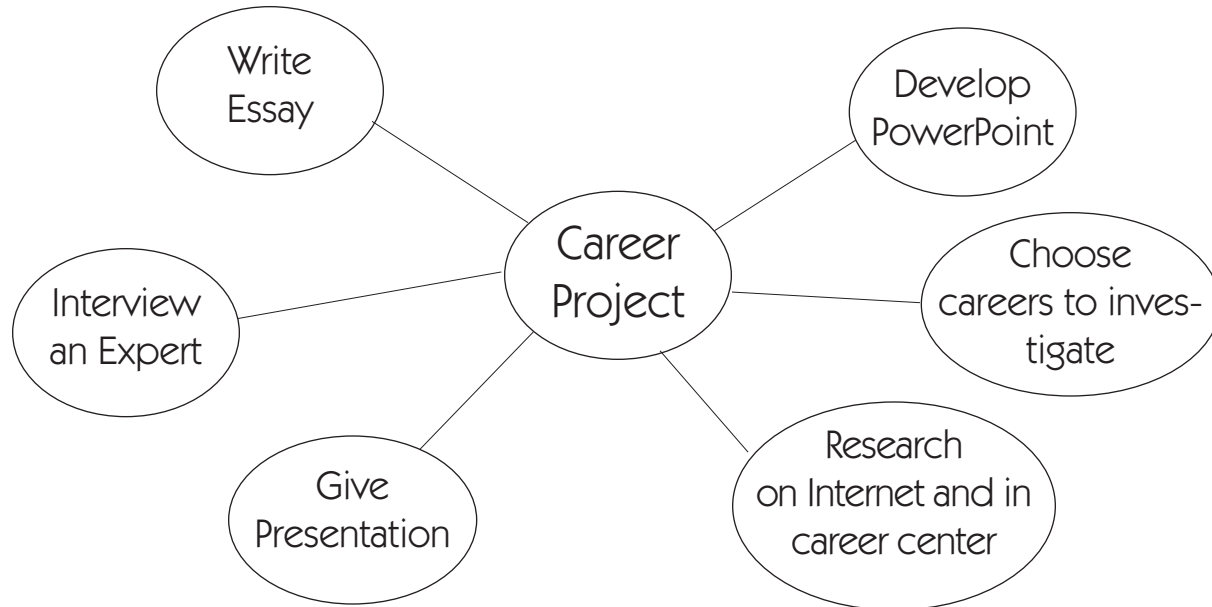 Write
Essay
Develop
PowerPoint
Career
Project
Choose
careers to inves-
tigate
Interview
an Expert
Give
Presentation
Research
on Internet and in
career center